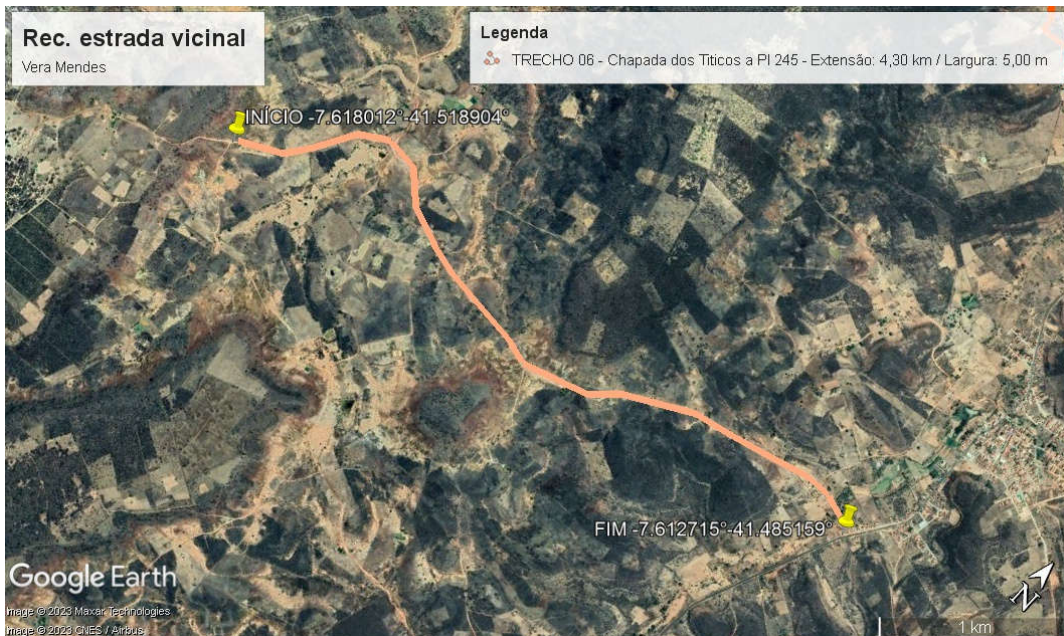 Rec. estrada vicinal
Vera Mendes
Legenda
TRECHO 06 - Chapada dos Titicos a PI 245 - Extensão: 4,30 km / Largura: 5,00 m
INÍCIO -7.618012°-41.518904°
FIM -7.612715°-41.485159°
Google Earth
Image © 2023 Maxar Technologies
Image © 2023 CNES / Airbus
N
1 km